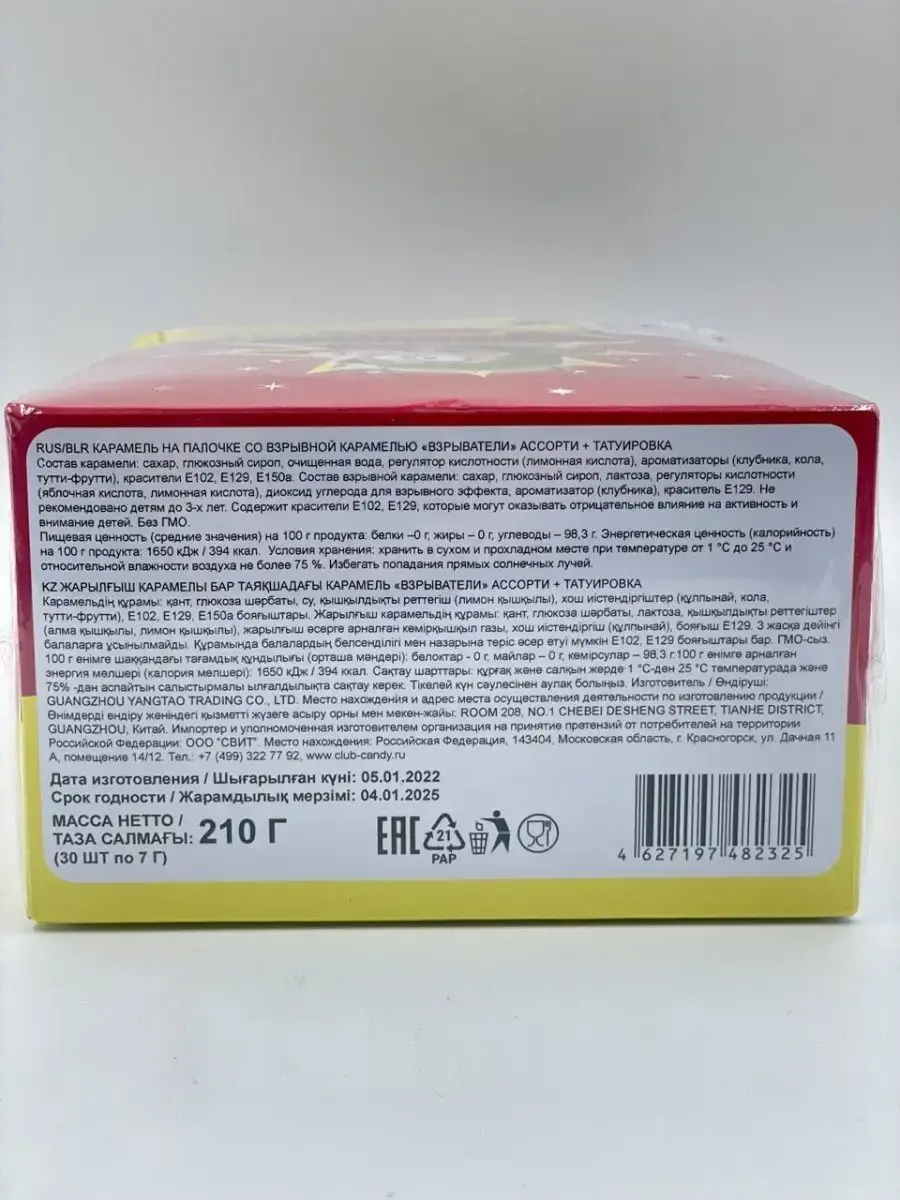 RUS/BLR КАРАМЕЛЬ НА ПАЛОЧКЕ СО ВЗРЫВНОЙ КАРАМЕЛЬЮ «ВЗРЫВАТЕЛИ» АССОРТИ + ТАТУИРОВКА
Состав карамели: сахар, глюкозный сироп, очищенная вода, регулятор кислотности (лимонная кислота), ароматизаторы (клубника, кола,
тутти-фрутти), красители Е102, Е129, Е150а. Состав взрывной карамели: сахар, глюкозный сироп, лактоза, регуляторы кислотности
(яблочная кислота, лимонная кислота), диоксид углерода для взрывного эффекта, ароматизатор (клубника), краситель Е129. Не
рекомендовано детям до 3-х лет. Содержит красители Е102, Е129, которые могут оказывать отрицательное влияние на активность и
внимание детей. Без ГМО.
Пищевая ценность (средние значения) на 100 г продукта: белки –0 г, жиры – 0 г, углеводы – 98,3 г. Энергетическая ценность (калорийность)
на 100 г продукта: 1650 кДж / 394 ккал. Условия хранения: хранить в сухом и прохладном месте при температуре от 1 °С до 25 °С и
относительной влажности воздуха не более 75 %. Избегать попадания прямых солнечных лучей.
KZ ЖАРЫЛҒЫШ КАРАМЕЛЫ БАР ТАЯҚШАДАҒЫ КАРАМЕЛЬ «ВЗРЫВАТЕЛИ» АССОРТИ + ТАТУИРОВКА
Карамельдің құрамы: қант, глюкоза шәрбаты, су, қышқылдықты реттегіш (лимон қышқылы), хош иістендіргіштер (құлпынай, кола,
тутти-фрутти), Е102, Е129, Е150а бояғыштары. Жарылғыш карамельдің құрамы: қант, глюкоза шәрбаты, лактоза, қышқылдықты реттегіштер
(алма қышқылы, лимон қышқылы), жарылғыш әсерге арналған көмірқышқыл газы, хош иістендіргіш (құлпынай), бояғыш Е129. 3 жасқа дейінгі
балаларға ұсынылмайды. Құрамында балалардың белсенділігі мен назарына теріс әсер етуі мүмкін Е102, Е129 бояғыштары бар. ГМО-сыз.
100 г өнімге шаққандағы тағамдық құндылығы (орташа мәндері): белоктар - 0 г, майлар – 0 г, көмірсулар – 98,3 г.100 г өнімге арналған
энергия мөлшері (калория мөлшері): 1650 кДж / 394 ккал. Сақтау шарттары: құрғақ және салқын жерде 1 °С-ден 25 °С температурада және
75% -дан аспайтын салыстырмалы ылғалдылықта сақтау керек. Тікелей күн сәулесінен аулақ болыңыз. Изготовитель / Өндіруші:
GUANGZHOU YANGTAO TRADING CO., LTD. Место нахождения и адрес места осуществления деятельности по изготовлению продукции /
Өнімдерді өндіру жөніндегі қызметті жүзеге асыру орны мен мекен-жайы: ROOM 208, NO.1 CHEBEI DESHENG STREET, TIANHE DISTRICT,
GUANGZHOU, Китай. Импортер и уполномоченная изготовителем организация на принятие претензий от потребителей на территории
Российской Федерации: ООО "СВИТ". Место нахождения: Российская Федерация, 143404, Московская область, г. Красногорск, ул. Дачная 11
А, помещение 14/12. Тел.: +7 (499) 322 77 92, www.club-candy.ru
Дата изготовления / Шығарылған күні: 05.01.2022
Срок годности / Жарамдылық мерзімі: 04.01.2025
МАССА НЕТТО /
ТАЗА САЛМАҒЫ: 210 Г
(30 ШТ по 7 Г)
EAC
21
PAP
4 627197 482325